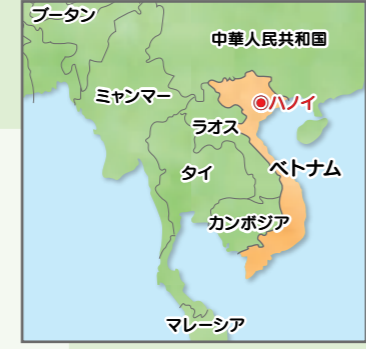 ブータン
中華人民共和国
ミャンマー
◉ハノイ
ラオス
ベトナム
タイ
カンボジア
マレーシア